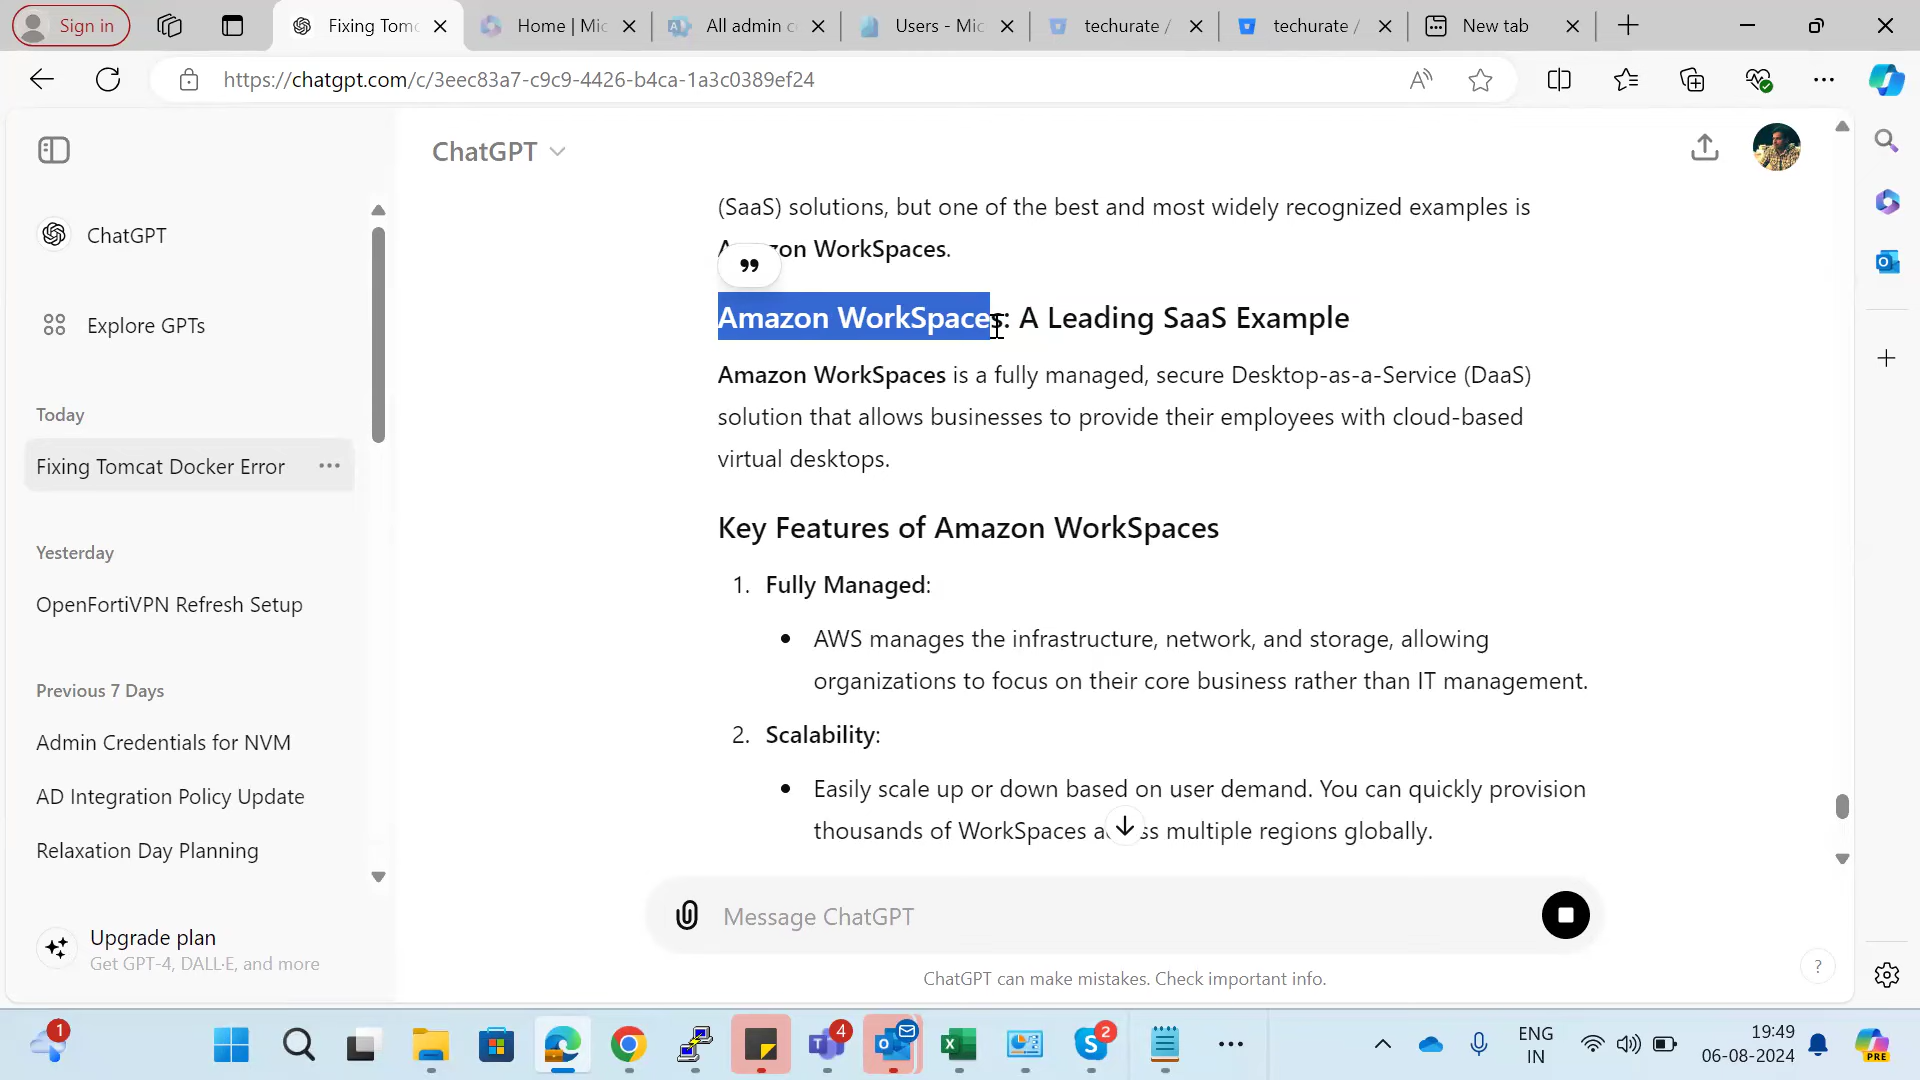 Sign in
Fixing Tomc
Home | Mic
All admin c
Users - Mic
techurate /
techurate /
New tab
https://chatgpt.com/c/3eec83a7-c9c9-4426-b4ca-1a3c0389ef24
ChatGPT
Explore GPTs
Today
Fixing Tomcat Docker Error
Yesterday
OpenFortiVPN Refresh Setup
Previous 7 Days
Admin Credentials for NVM
AD Integration Policy Update
Relaxation Day Planning
Upgrade plan
Get GPT-4, DALL·E, and more
ChatGPT
(SaaS) solutions, but one of the best and most widely recognized examples is
WorkSpaces.
Amazon WorkSpaces: A Leading SaaS Example
Amazon WorkSpaces is a fully managed, secure Desktop-as-a-Service (DaaS)
solution that allows businesses to provide their employees with cloud-based
virtual desktops.
Key Features of Amazon WorkSpaces
1. Fully Managed:
• AWS manages the infrastructure, network, and storage, allowing
organizations to focus on their core business rather than IT management.
2. Scalability:
• Easily scale up or down based on user demand. You can quickly provision
thousands of WorkSpaces multiple regions globally.
Message ChatGPT
ChatGPT can make mistakes. Check important info.
?
1
4
2
ENG
IN
19:49
06-08-2024
PRE